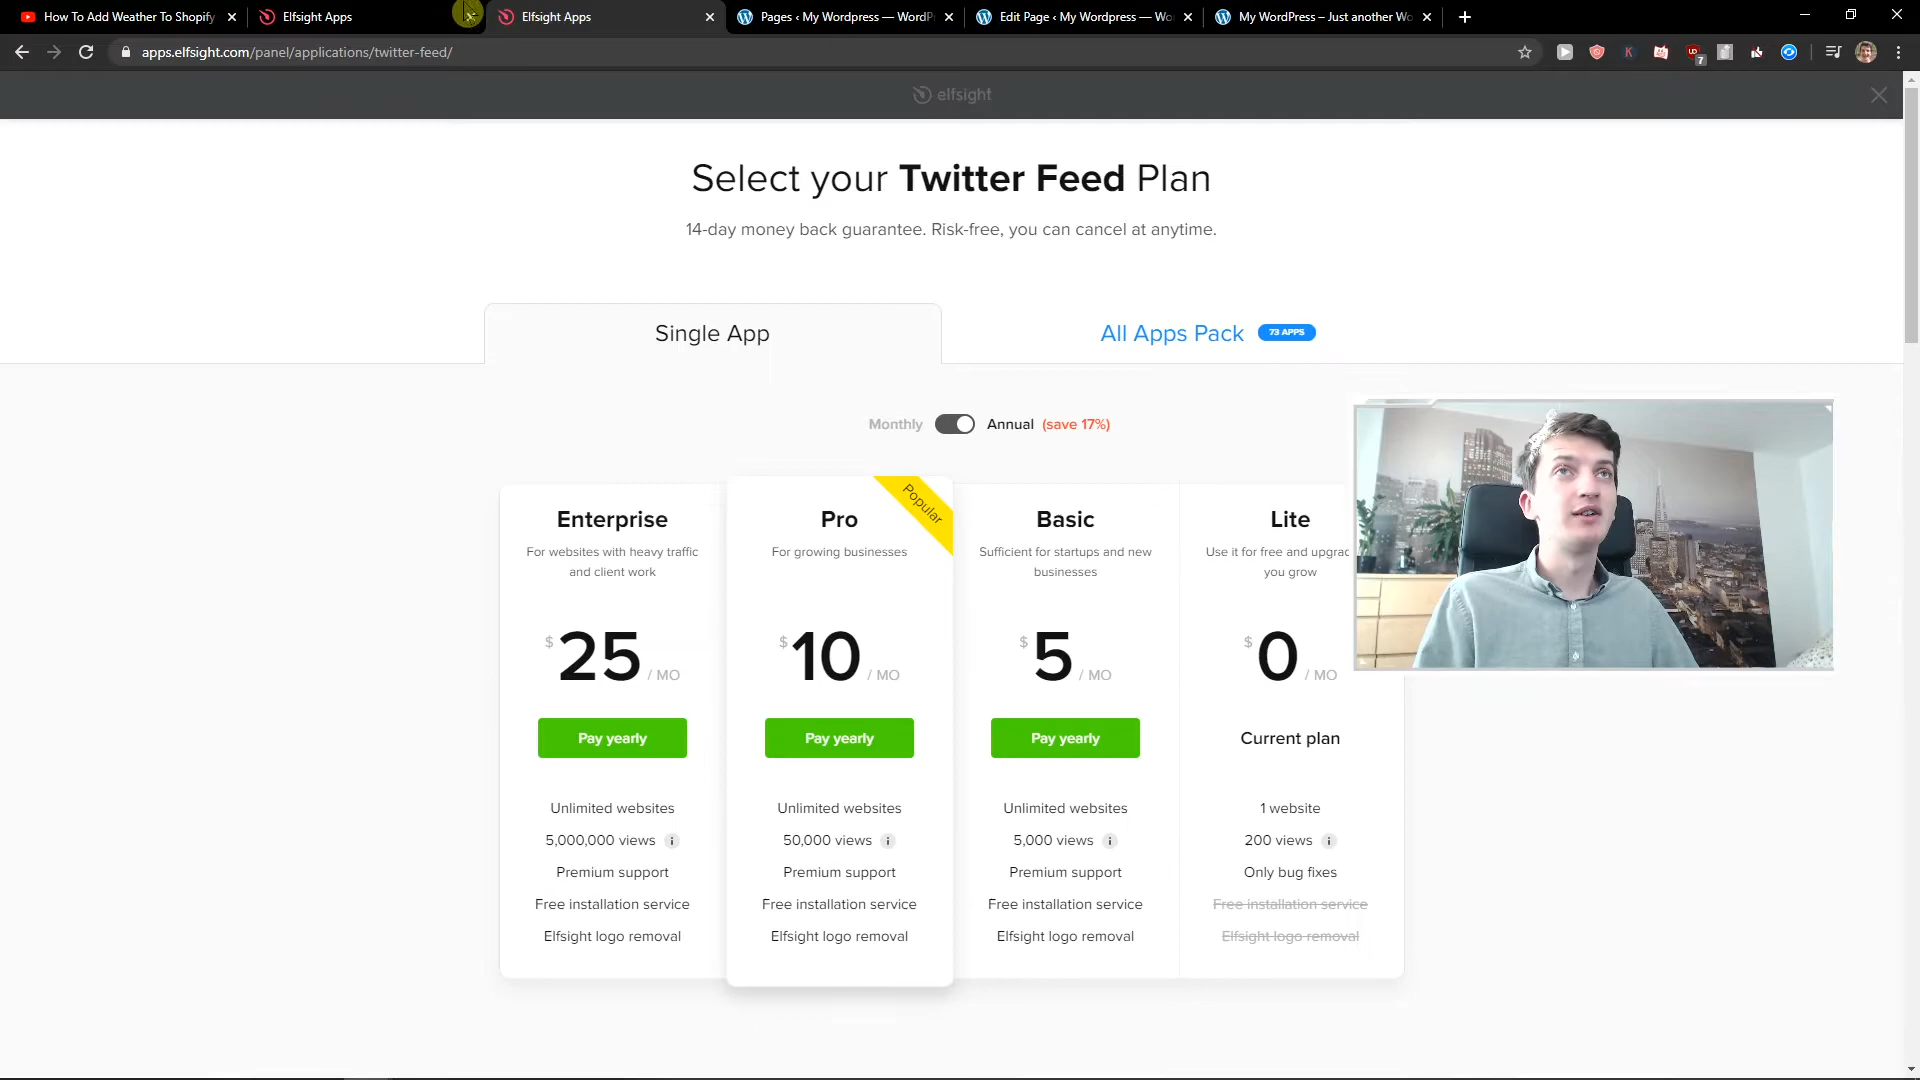 How To Add Weather To Shopify
Elfsight Apps
Elfsight Apps
Pages ‹ My Wordpress — WordPr
Edit Page ‹ My Wordpress — Wo
My WordPress – Just another Wo
apps.elfsight.com/panel/applications/twitter-feed/
7
elfsight
Select your Twitter Feed Plan
14-day money back guarantee. Risk-free, you can cancel at anytime.
Single App
All Apps Pack 73 APPS
Monthly Annual (save 17%)
Enterprise
For websites with heavy traffic
and client work
$25 / MO
Pay yearly
Unlimited websites
5,000,000 views
Premium support
Free installation service
Elfsight logo removal
Popular
Pro
For growing businesses
$10 / MO
Pay yearly
Unlimited websites
50,000 views
Premium support
Free installation service
Elfsight logo removal
Basic
Sufficient for startups and new
businesses
$5 / MO
Pay yearly
Unlimited websites
5,000 views
Premium support
Free installation service
Elfsight logo removal
Lite
Use it for free and upgrad
you grow
$0 / MO
Current plan
1 website
200 views
Only bug fixes
Free installation service
Elfsight logo removal